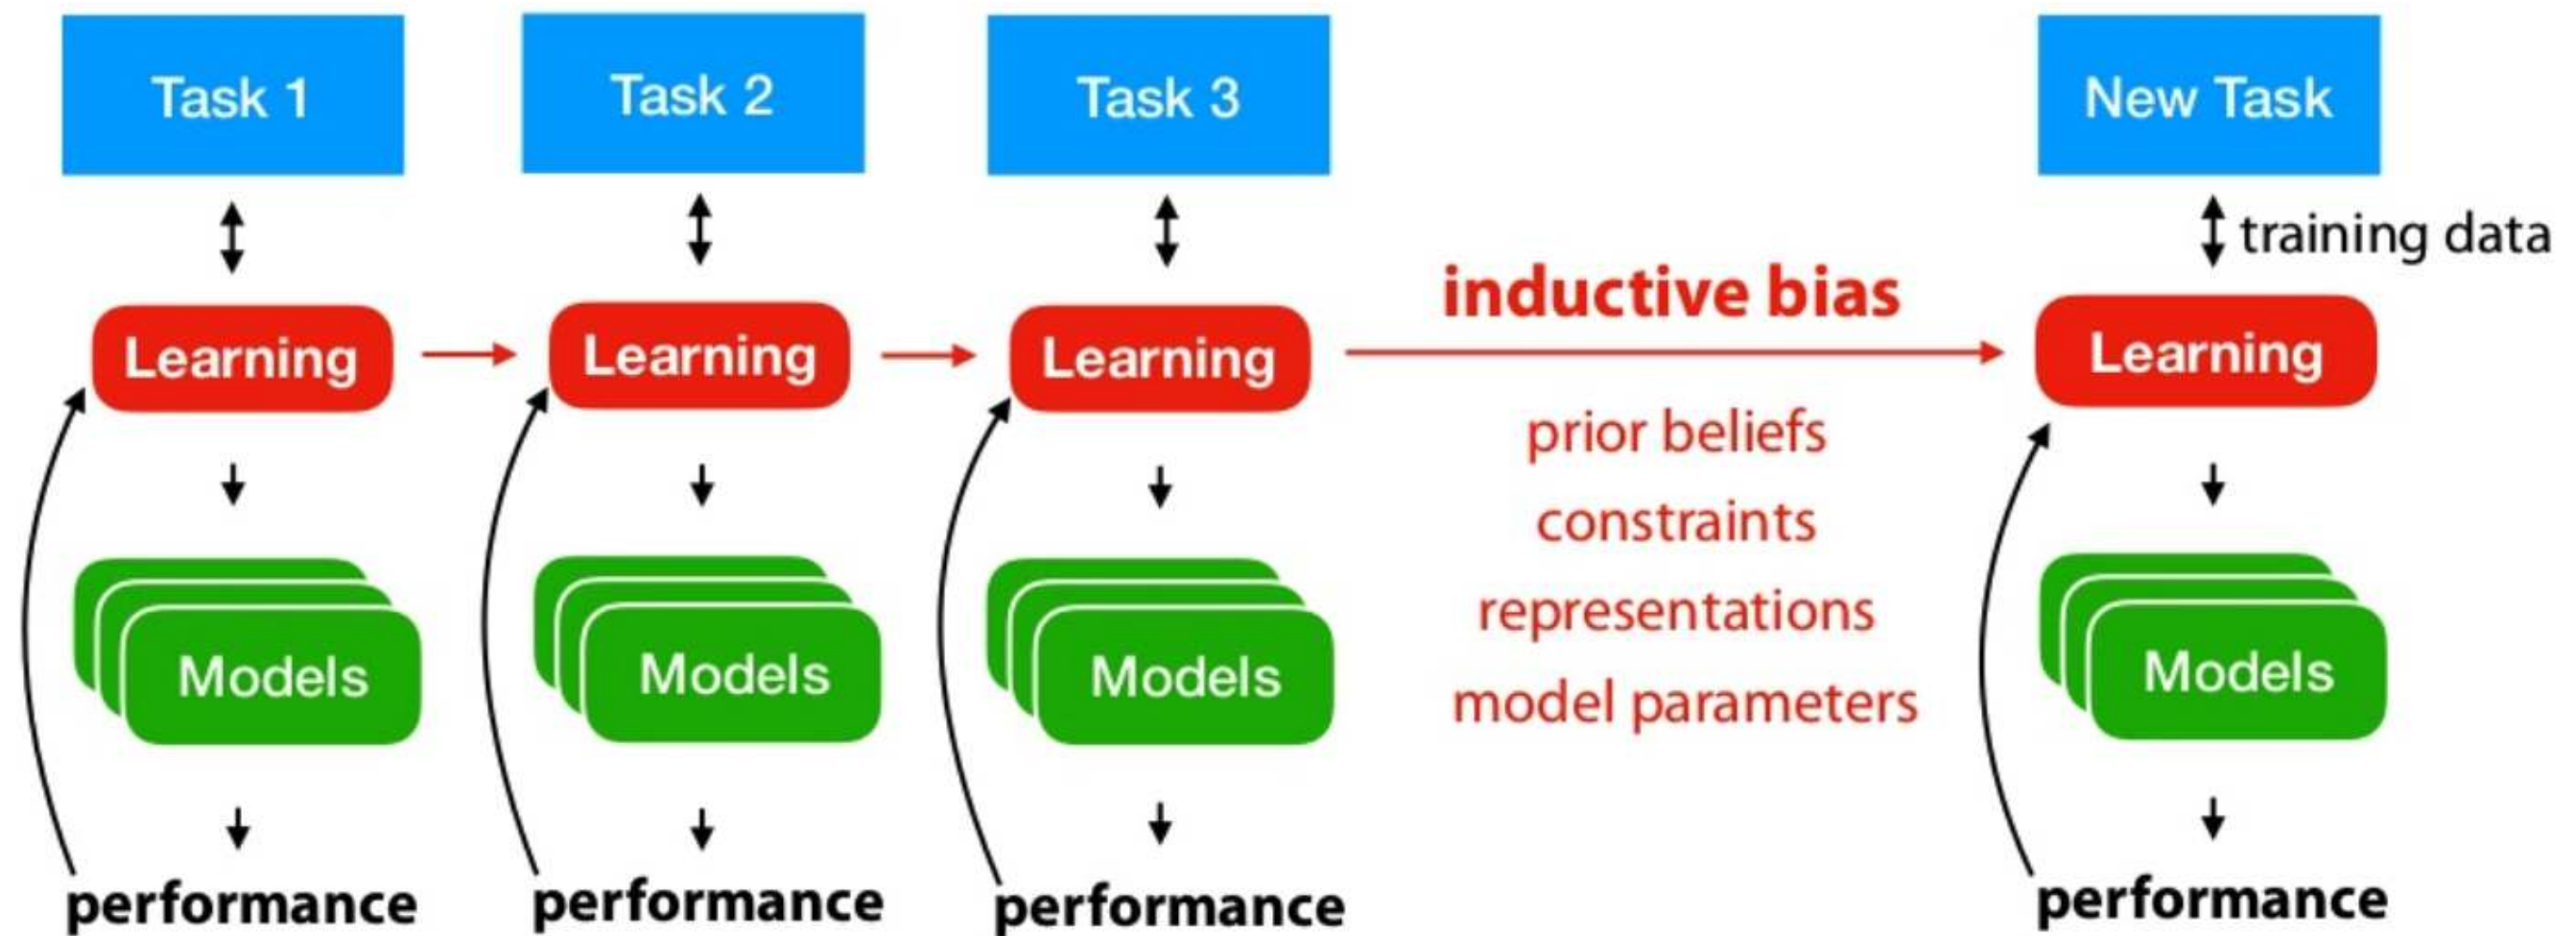 Task 1
Task 2
Task 3
New Task
training data
Learning
Learning
Learning
inductive bias
Learning
prior beliefs
constraints
representations
model parameters
Models
Models
Models
Models
performance
performance
performance
performance